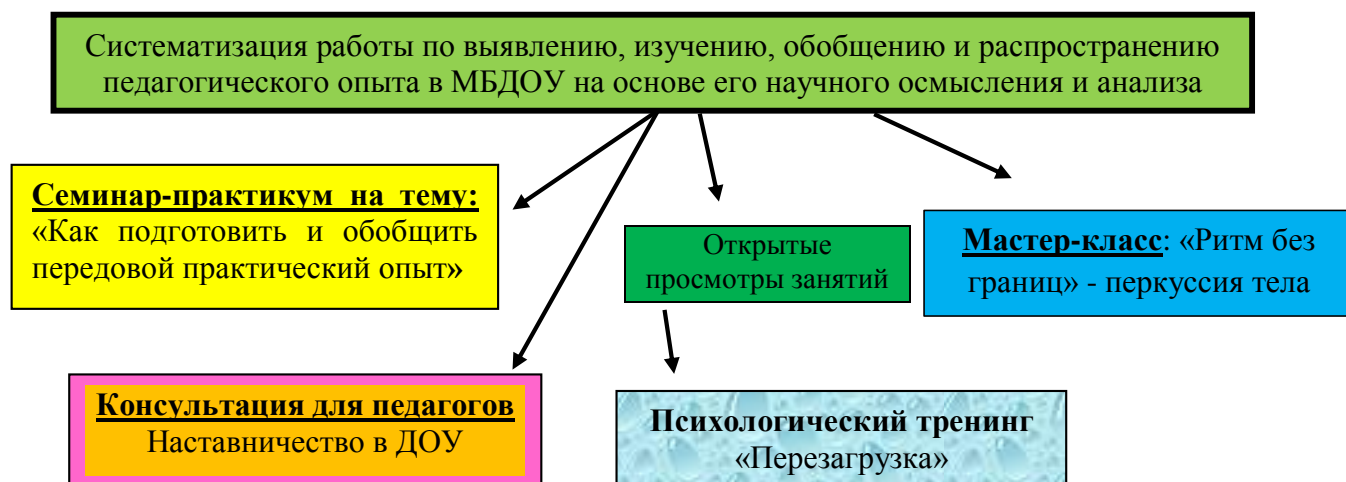 Систематизация работы по выявлению, изучению, обобщению и распространению
педагогического опыта в МБДОУ на основе его научного осмысления и анализа
Семинар-практикум на тему:
«Как подготовить и обобщить
передовой практический опыт»
Открытые
просмотры занятий
Мастер-класс: «Ритм без
границ» - перкуссия тела
Консультация для педагогов
Наставничество в ДОУ
Психологический тренинг
«Перезагрузка»